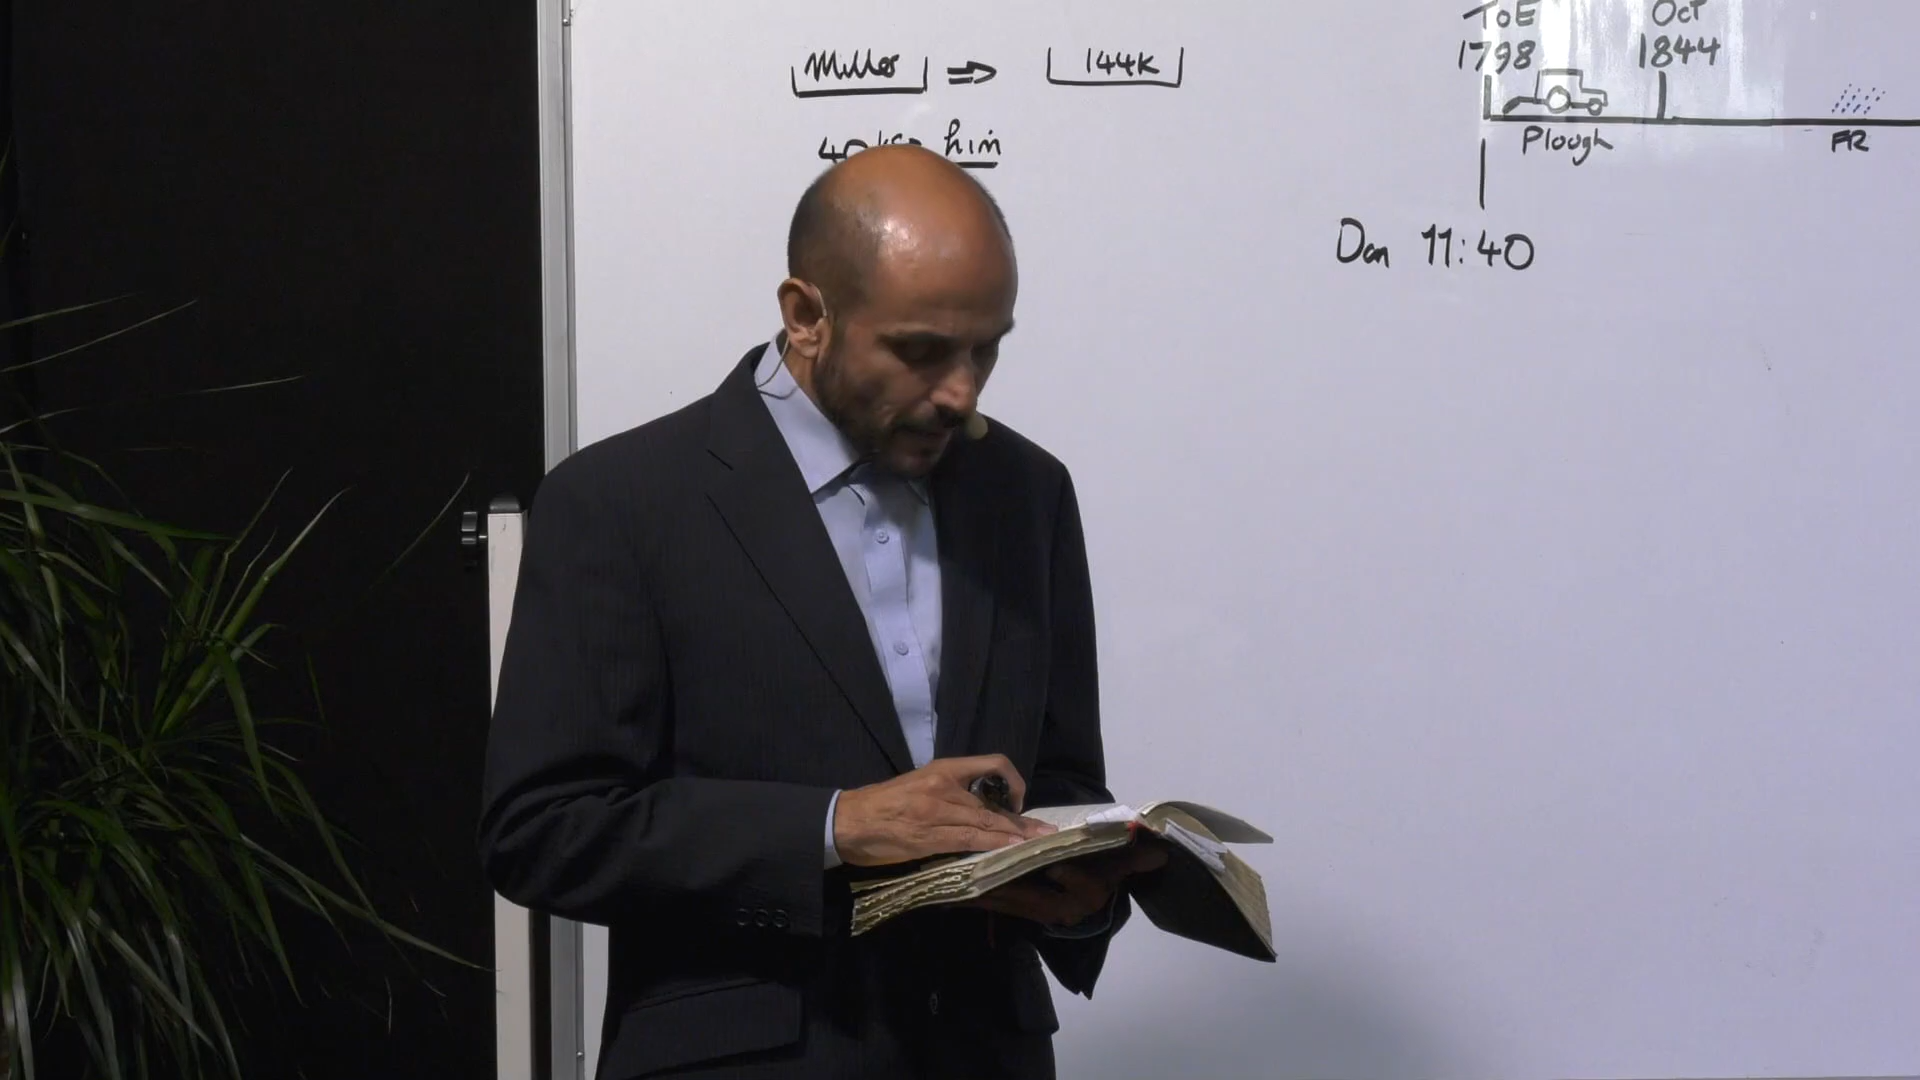 Miller ⇒ 144K
him
ToE Oct
1798 1844
Plough FR
Dan 11:40